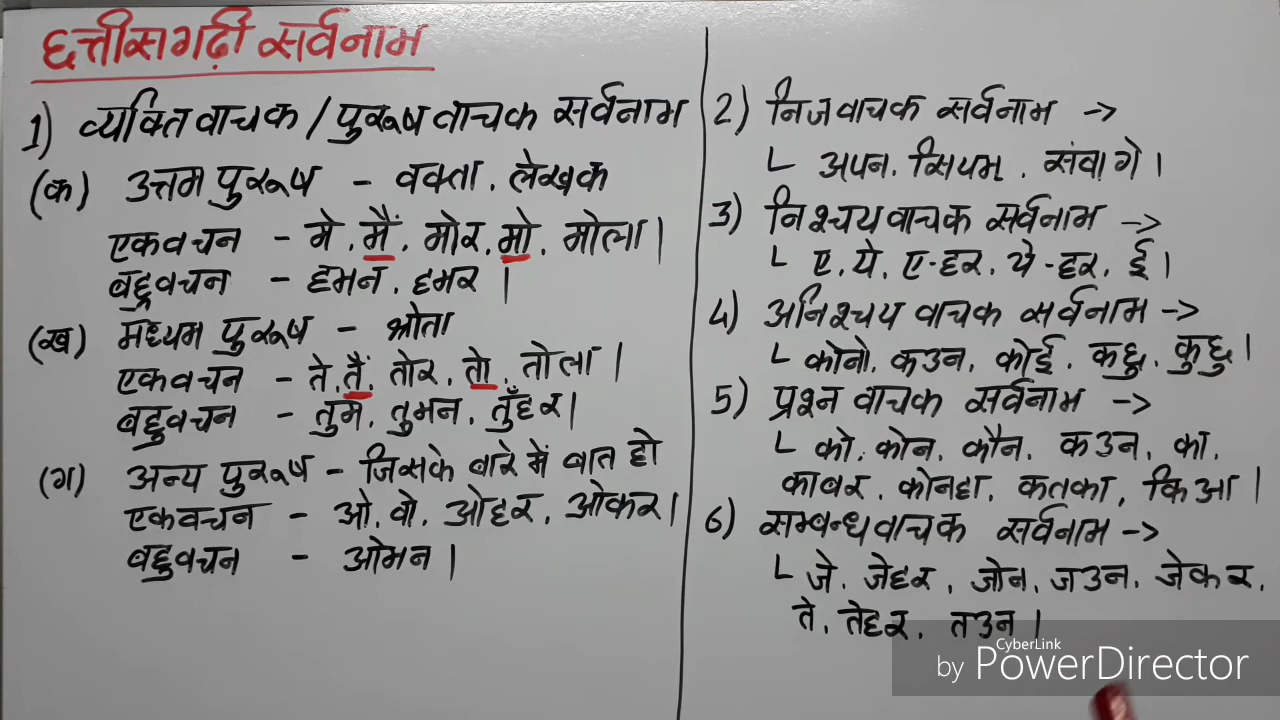 छत्तीसगढ़ी सर्वनाम
1) व्यक्तिवाचक / पुरूषवाचक सर्वनाम
(क) उत्तम पुरूष - वक्ता, लेखक
एकवचन - मे, मैं, मोर, मो, मोला।
बहुवचन - हमन, हमर।
(ख) मध्यम पुरूष - श्रोता
एकवचन - ते, तैं, तोर, तो, तोला।
बहुवचन - तुम, तुमन, तुँहर।
(ग) अन्य पुरूष - जिसके बारे में बात हो
एकवचन - ओ, वो, ओहर, ओकर।
बहुवचन - ओमन।
2) निजवाचक सर्वनाम ->
└ अपन, सियम, संवागे।
3) निश्चयवाचक सर्वनाम ->
└ ए, ये, ए-हर, ये-हर, ई।
4) अनिश्चय वाचक सर्वनाम ->
└ कोनो, कउन, कोई, कछु, कुछु।
5) प्रश्न वाचक सर्वनाम ->
└ को, कोन, कौन, कउन, का,
काबर, कोनहा, कतका, किआ।
6) सम्बन्धवाचक सर्वनाम ->
└ जे, जेहर, जोन, जउन, जेकर,
ते, तेहर, तउन।
CyberLink
by PowerDirector